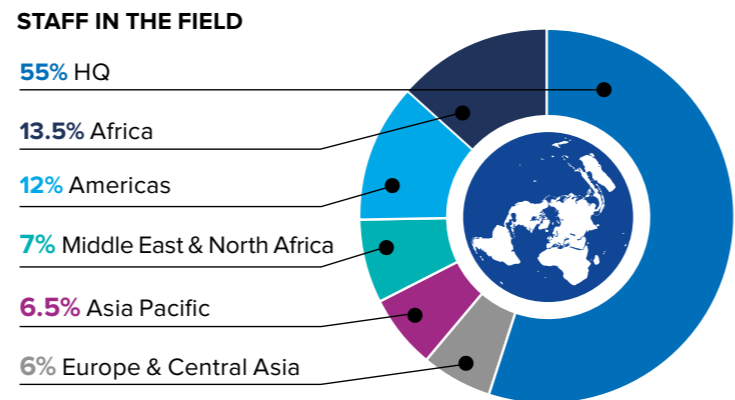 STAFF IN THE FIELD
55% HQ
13.5% Africa
12% Americas
7% Middle East & North Africa
6.5% Asia Pacific
6% Europe & Central Asia